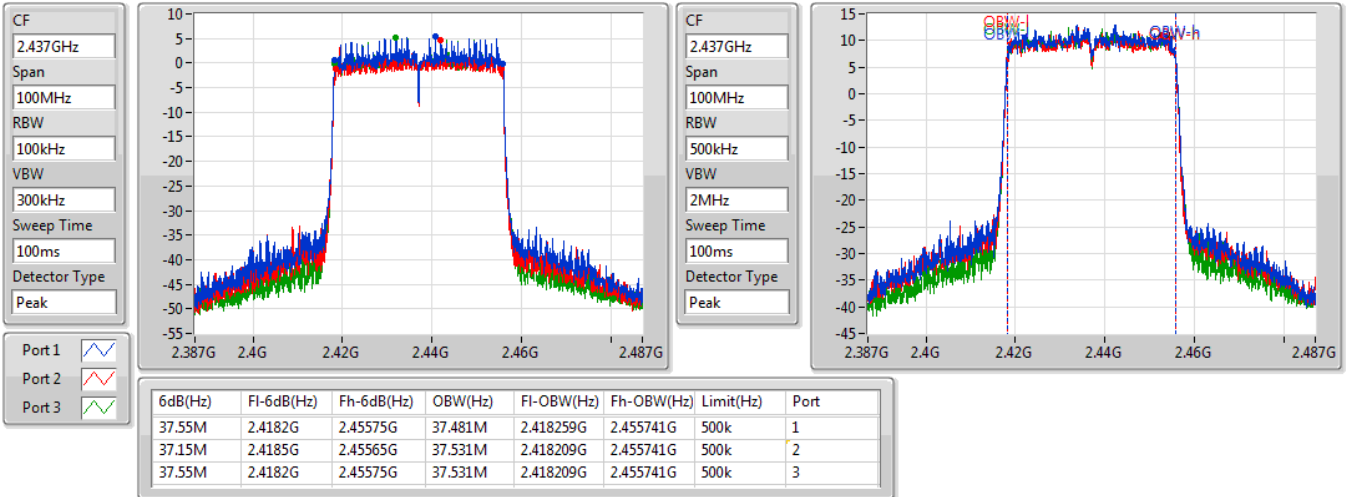 CF
2.437GHz
Span
100MHz
RBW
100kHz
VBW
300kHz
Sweep Time
100ms
Detector Type
Peak
10
5
0
-5
-10
-15
-20
-25
-30
-35
-40
-45
-50
-55
2.387G 2.4G 2.42G 2.44G 2.46G 2.487G
CF
2.437GHz
Span
100MHz
RBW
500kHz
VBW
2MHz
Sweep Time
100ms
Detector Type
Peak
15
10
5
0
-5
-10
-15
-20
-25
-30
-35
-40
-45
OBW-l
OBW-h
2.387G 2.4G 2.42G 2.44G 2.46G 2.487G
Port 1
Port 2
Port 3
6dB(Hz) Fl-6dB(Hz) Fh-6dB(Hz) OBW(Hz) Fl-OBW(Hz) Fh-OBW(Hz) Limit(Hz) Port
37.55M 2.4182G 2.45575G 37.481M 2.418259G 2.455741G 500k 1
37.15M 2.4185G 2.45565G 37.531M 2.418209G 2.455741G 500k 2
37.55M 2.4182G 2.45575G 37.531M 2.418209G 2.455741G 500k 3